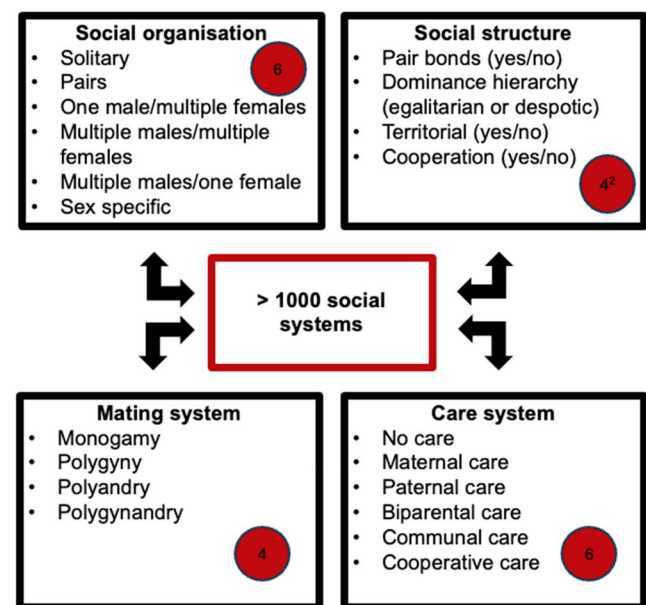 Social organisation
• Solitary
• Pairs
• One male/multiple females
• Multiple males/multiple
females
• Multiple males/one female
• Sex specific
6
Social structure
• Pair bonds (yes/no)
• Dominance hierarchy
(egalitarian or despotic)
• Territorial (yes/no)
• Cooperation (yes/no)
4²
> 1000 social
systems
Mating system
• Monogamy
• Polygyny
• Polyandry
• Polygynandry
4
Care system
• No care
• Maternal care
• Paternal care
• Biparental care
• Communal care
• Cooperative care
6